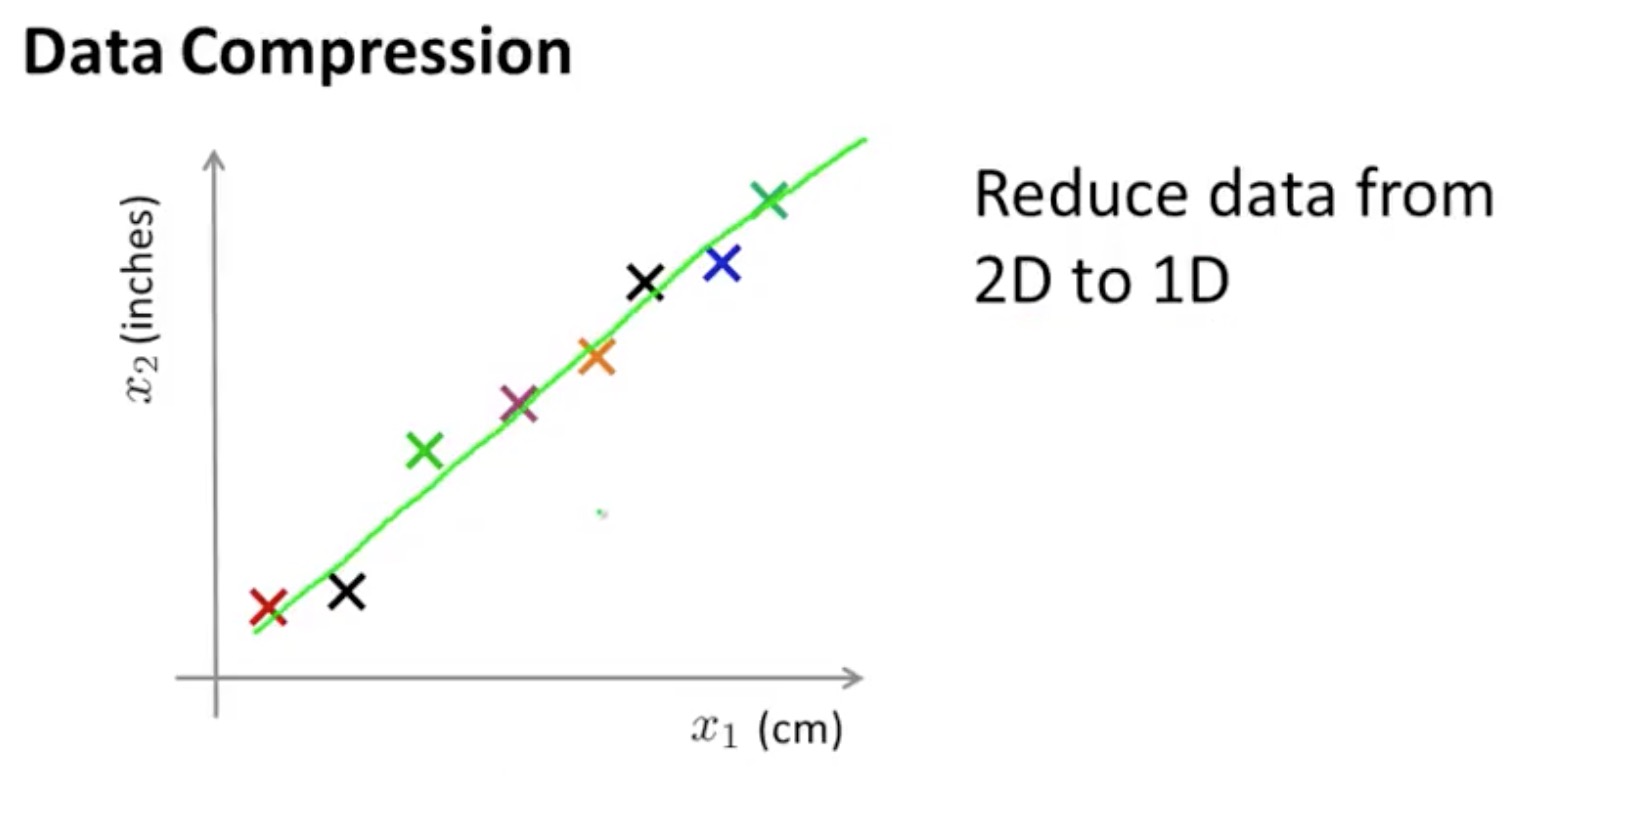 Data Compression
x₂ (inches)
Reduce data from
2D to 1D
x₁ (cm)